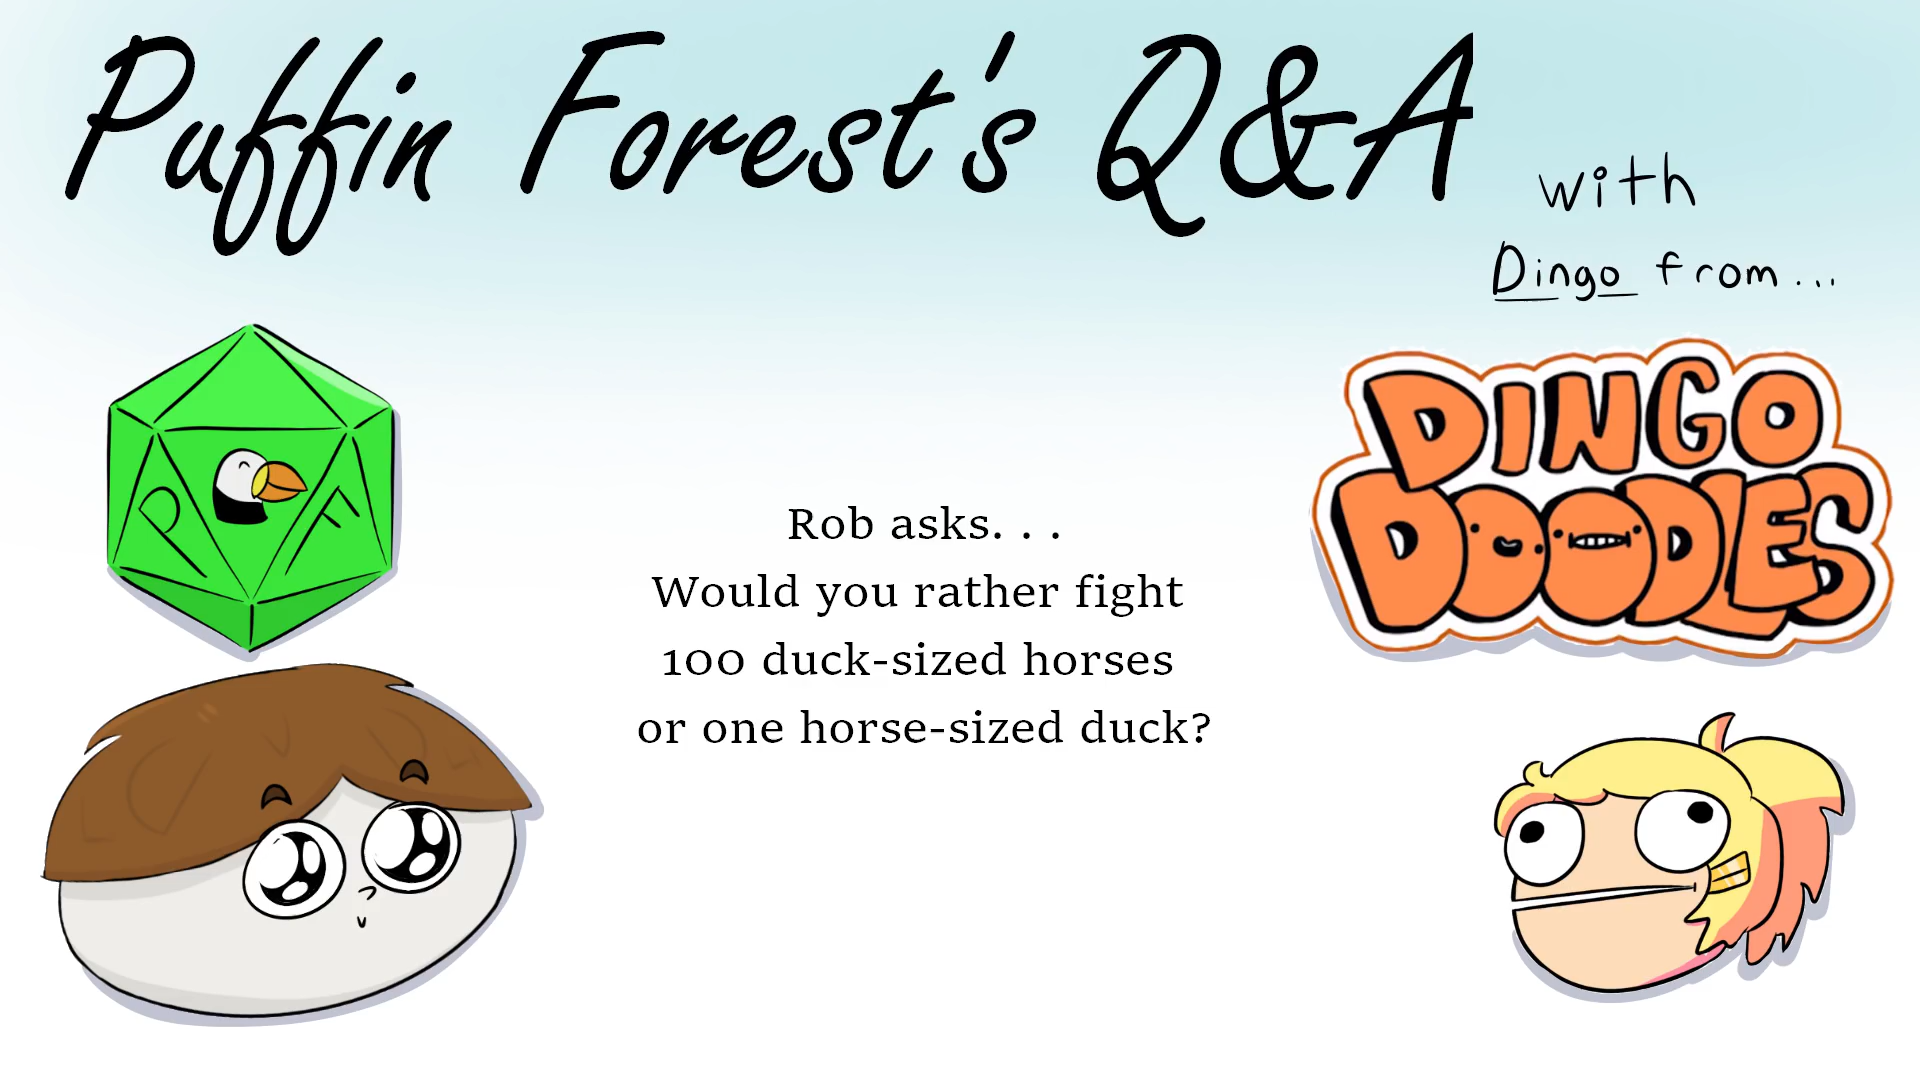 Puffin Forest's Q&A
with
Dingo from...
P F
DINGO
DOODLES
Rob asks. . .
Would you rather fight
100 duck-sized horses
or one horse-sized duck?